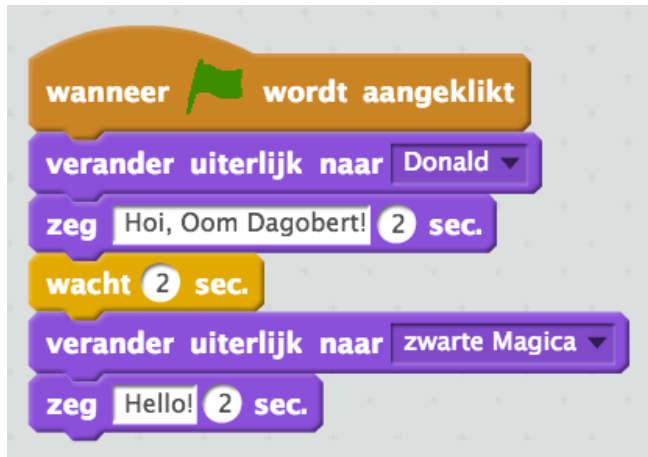 wanneer wordt aangeklikt
verander uiterlijk naar Donald
zeg Hoi, Oom Dagobert! 2 sec.
wacht 2 sec.
verander uiterlijk naar zwarte Magica
zeg Hello! 2 sec.